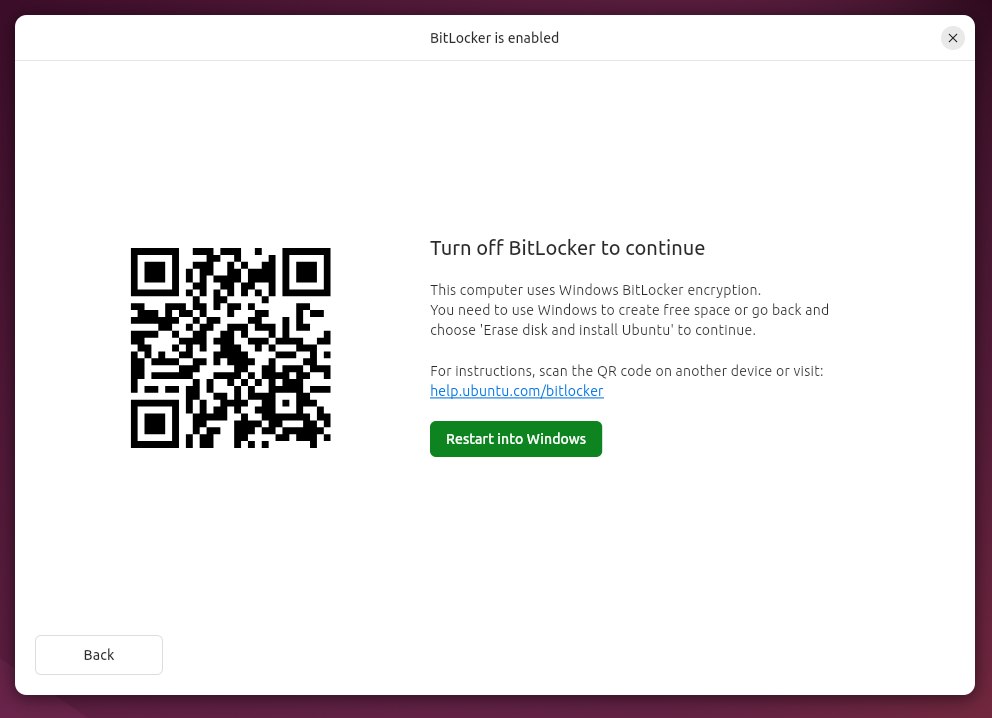 BitLocker is enabled
Turn off BitLocker to continue
This computer uses Windows BitLocker encryption.
You need to use Windows to create free space or go back and
choose 'Erase disk and install Ubuntu' to continue.
For instructions, scan the QR code on another device or visit:
help.ubuntu.com/bitlocker
Restart into Windows
Back